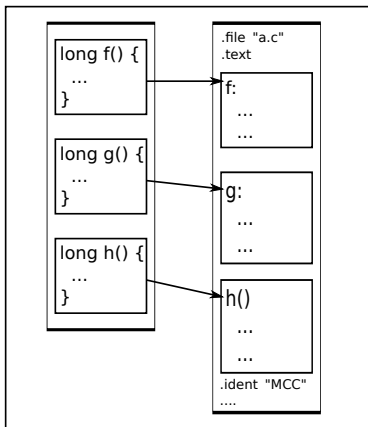 long f() {
...
}
long g() {
...
}
long h() {
...
}
.file "a.c"
.text
f:
...
...
g:
...
...
h()
...
...
.ident "MCC"
....